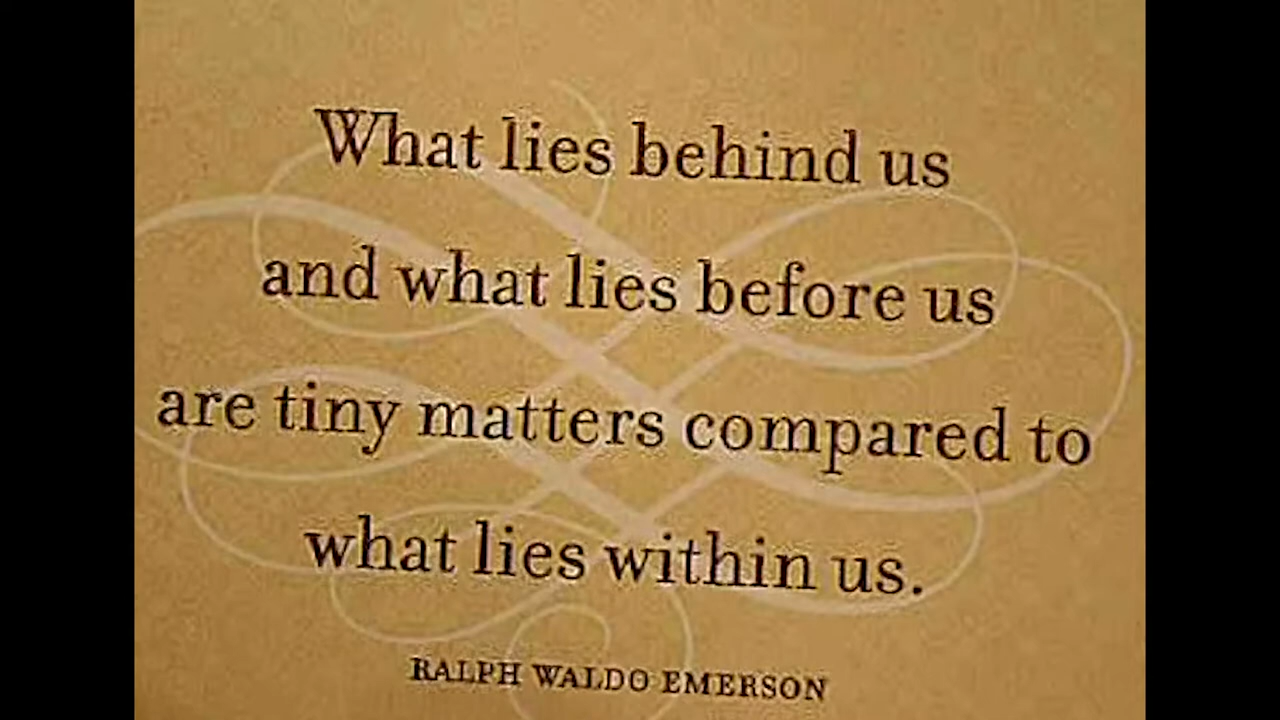 What lies behind us
and what lies before us
are tiny matters compared to
what lies within us.
RALPH WALDO EMERSON